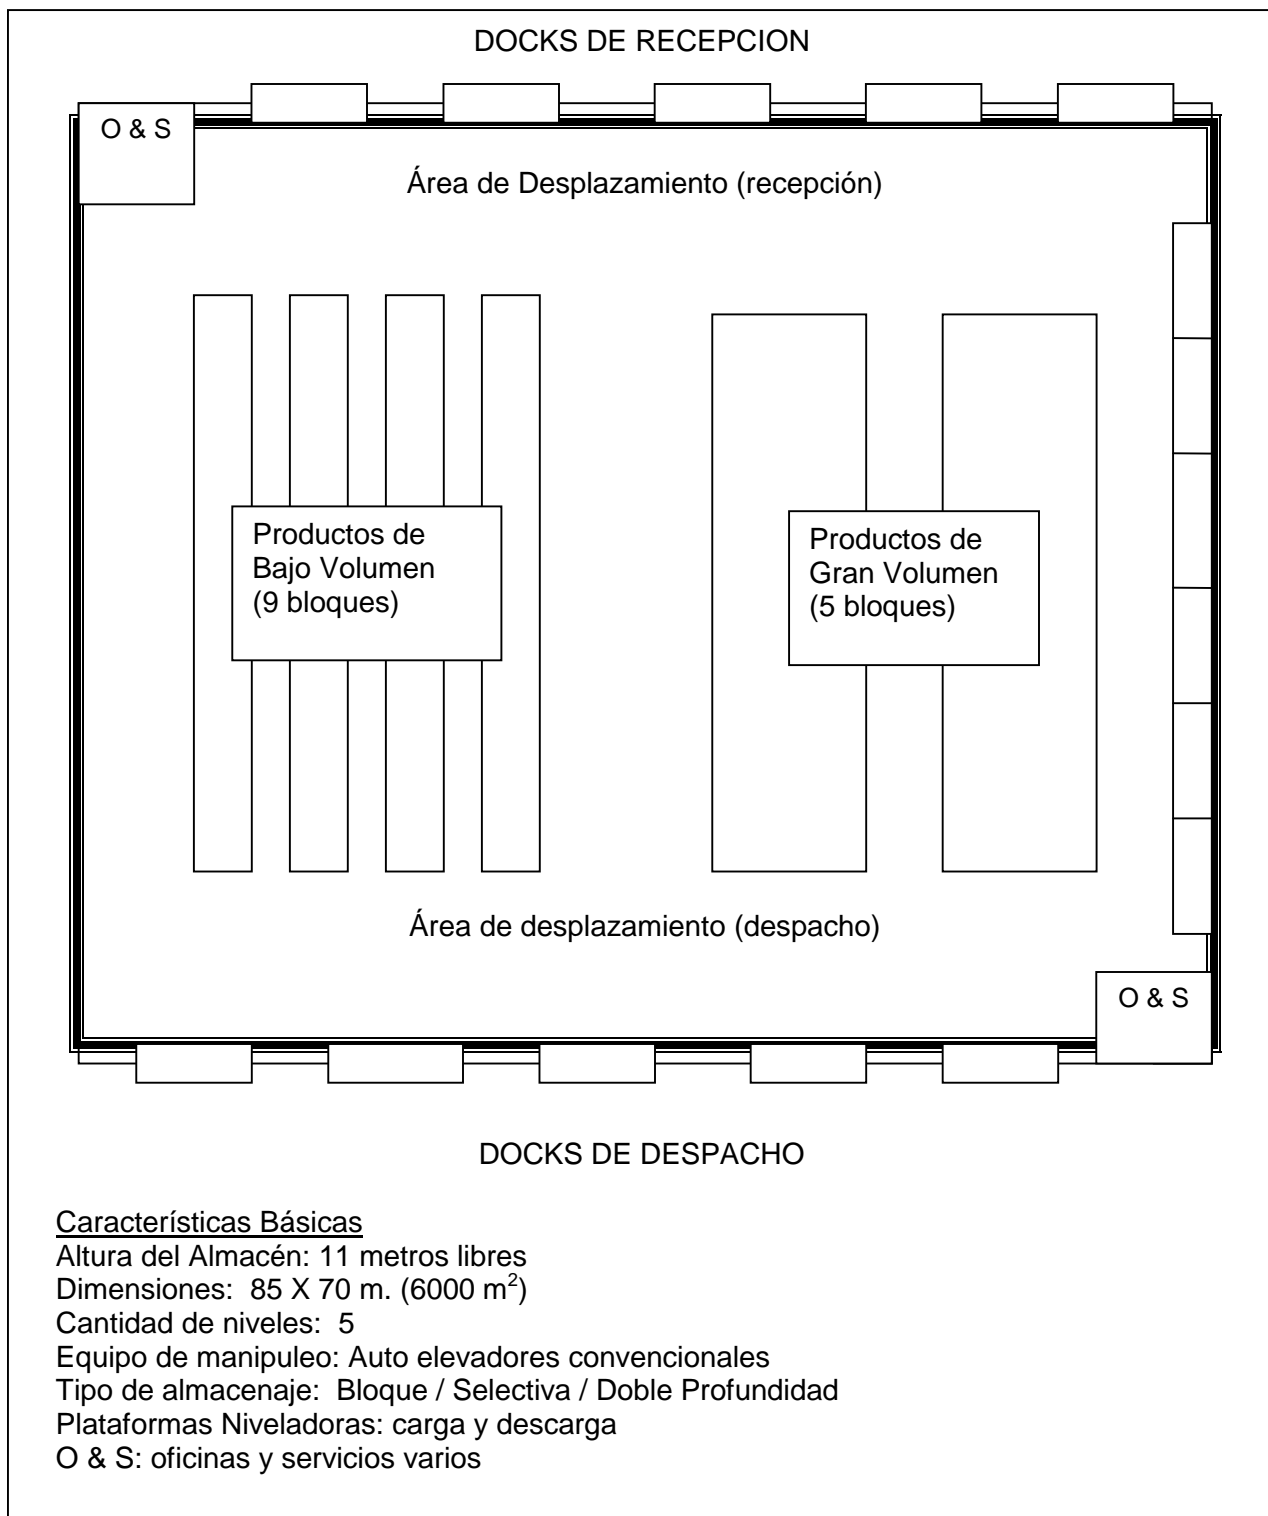 DOCKS DE RECEPCION
O & S
Área de Desplazamiento (recepción)
Productos de
Bajo Volumen
(9 bloques)
Productos de
Gran Volumen
(5 bloques)
Área de desplazamiento (despacho)
O & S
DOCKS DE DESPACHO
Características Básicas
Altura del Almacén: 11 metros libres
Dimensiones: 85 X 70 m. (6000 m²)
Cantidad de niveles: 5
Equipo de manipuleo: Auto elevadores convencionales
Tipo de almacenaje: Bloque / Selectiva / Doble Profundidad
Plataformas Niveladoras: carga y descarga
O & S: oficinas y servicios varios